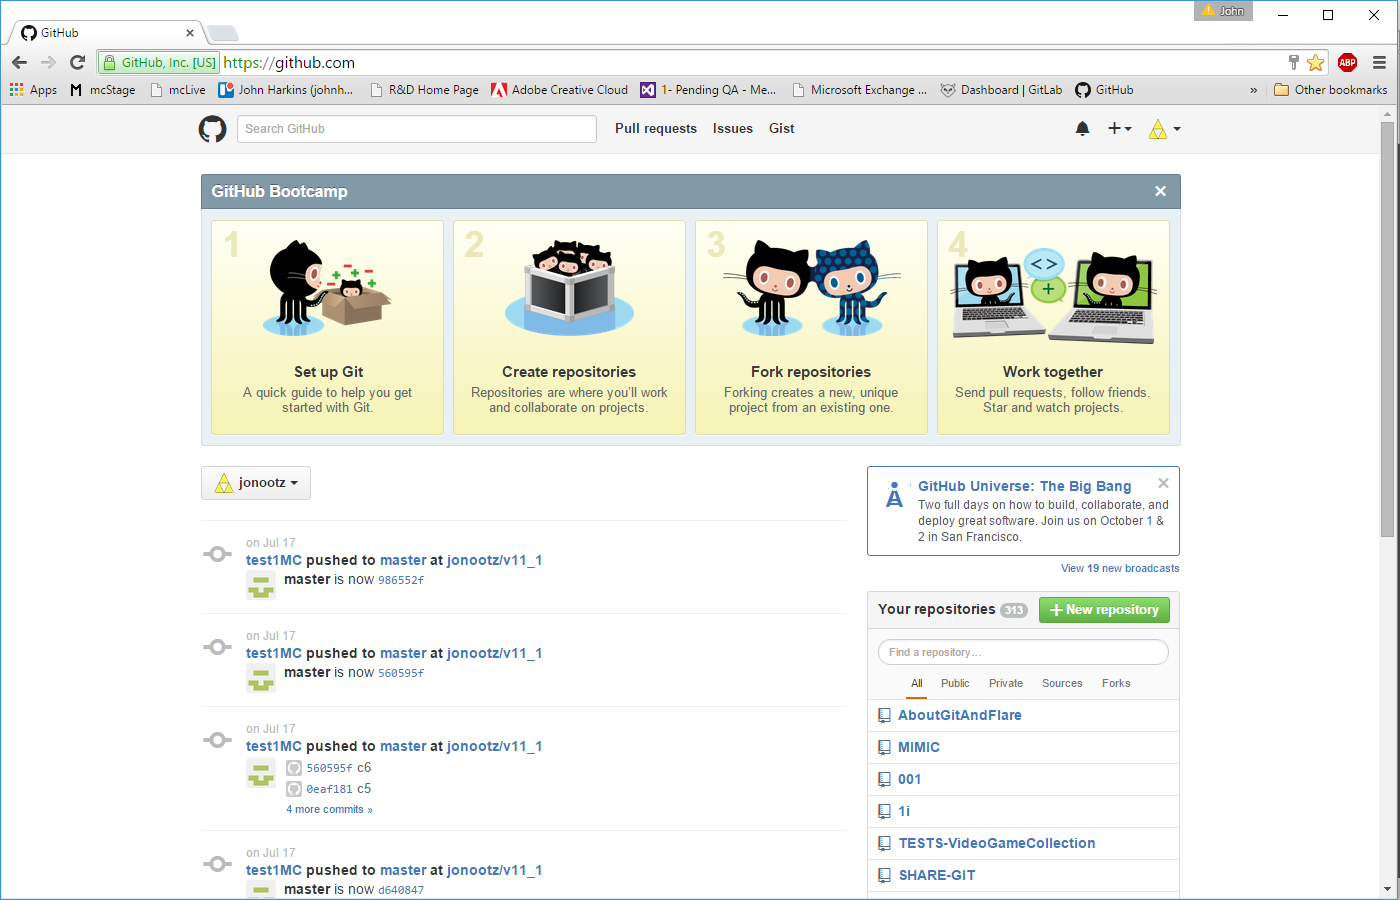 John
GitHub
GitHub, Inc. [US] https://github.com
ABP
Apps mcStage mcLive John Harkins (johnh... R&D Home Page Adobe Creative Cloud 1- Pending QA - Me... Microsoft Exchange ... Dashboard | GitLab GitHub » Other bookmarks
Search GitHub Pull requests Issues Gist
GitHub Bootcamp
1
2
3
4
Set up Git
A quick guide to help you get
started with Git.
Create repositories
Repositories are where you'll work
and collaborate on projects.
Fork repositories
Forking creates a new, unique
project from an existing one.
Work together
Send pull requests, follow friends.
Star and watch projects.
jonootz
on Jul 17
test1MC pushed to master at jonootz/v11_1
master is now 986552f
on Jul 17
test1MC pushed to master at jonootz/v11_1
master is now 560595f
on Jul 17
test1MC pushed to master at jonootz/v11_1
560595f c6
0eaf181 c5
4 more commits »
on Jul 17
test1MC pushed to master at jonootz/v11_1
master is now d640847
GitHub Universe: The Big Bang
Two full days on how to build, collaborate, and
deploy great software. Join us on October 1 &
2 in San Francisco.
View 19 new broadcasts
Your repositories 313 New repository
Find a repository...
All Public Private Sources Forks
AboutGitAndFlare
MIMIC
001
1i
TESTS-VideoGameCollection
SHARE-GIT